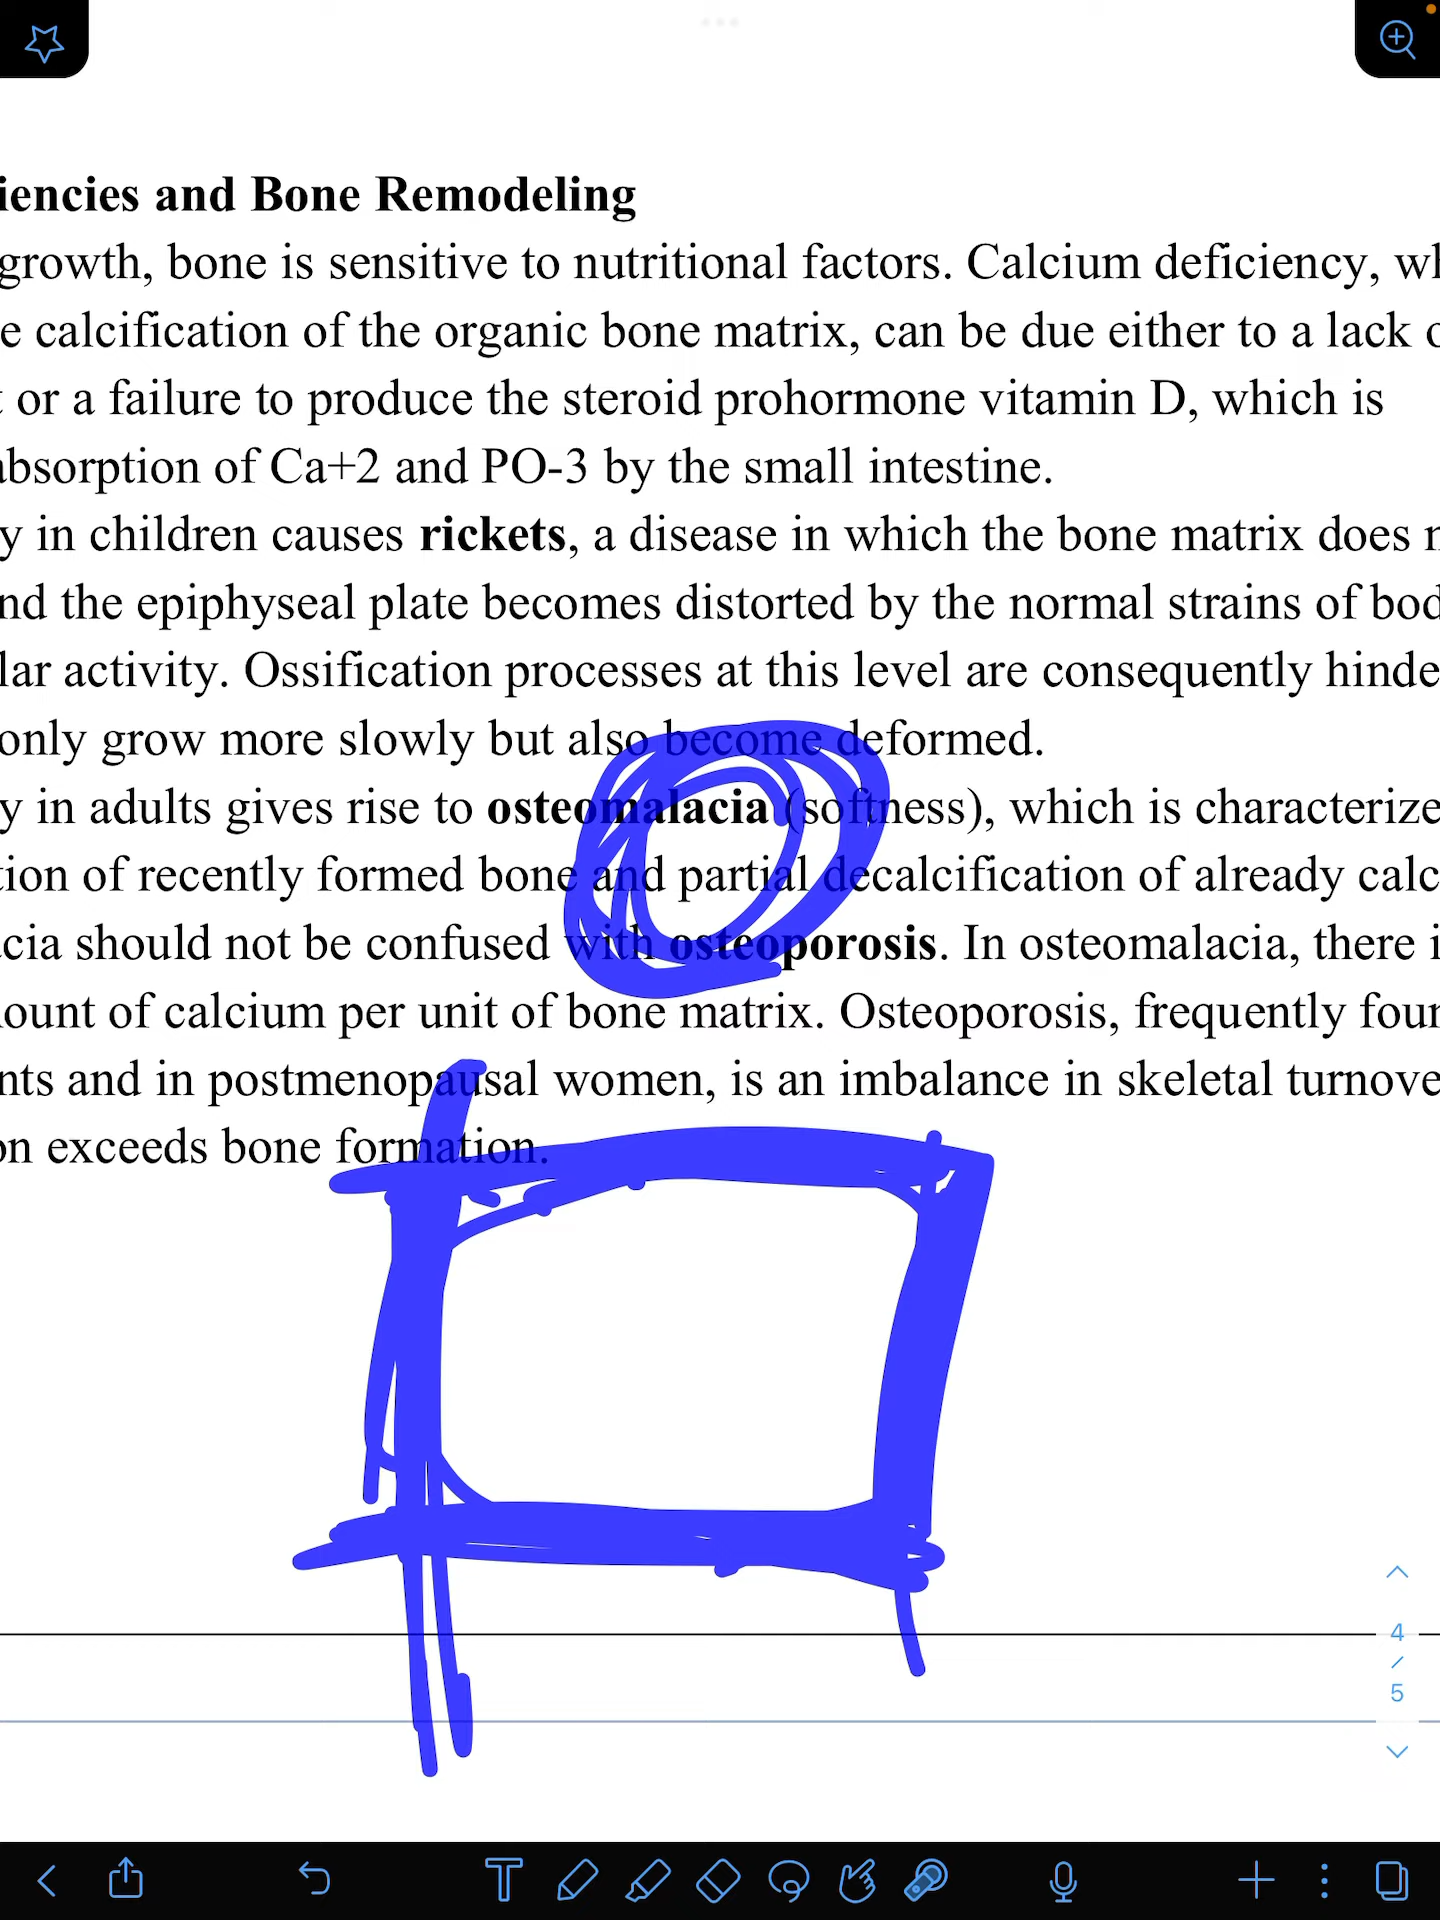 iencies and Bone Remodeling
growth, bone is sensitive to nutritional factors. Calcium deficiency, wh
e calcification of the organic bone matrix, can be due either to a lack o
t or a failure to produce the steroid prohormone vitamin D, which is
absorption of Ca+2 and PO-3 by the small intestine.
y in children causes rickets, a disease in which the bone matrix does n
nd the epiphyseal plate becomes distorted by the normal strains of bod
lar activity. Ossification processes at this level are consequently hinde
only grow more slowly but also become deformed.
y in adults gives rise to osteomalacia (softness), which is characterize
tion of recently formed bone and partial decalcification of already calc
cia should not be confused with osteoporosis. In osteomalacia, there i
ount of calcium per unit of bone matrix. Osteoporosis, frequently four
nts and in postmenopausal women, is an imbalance in skeletal turnove
on exceeds bone formation.
4
/
5
T